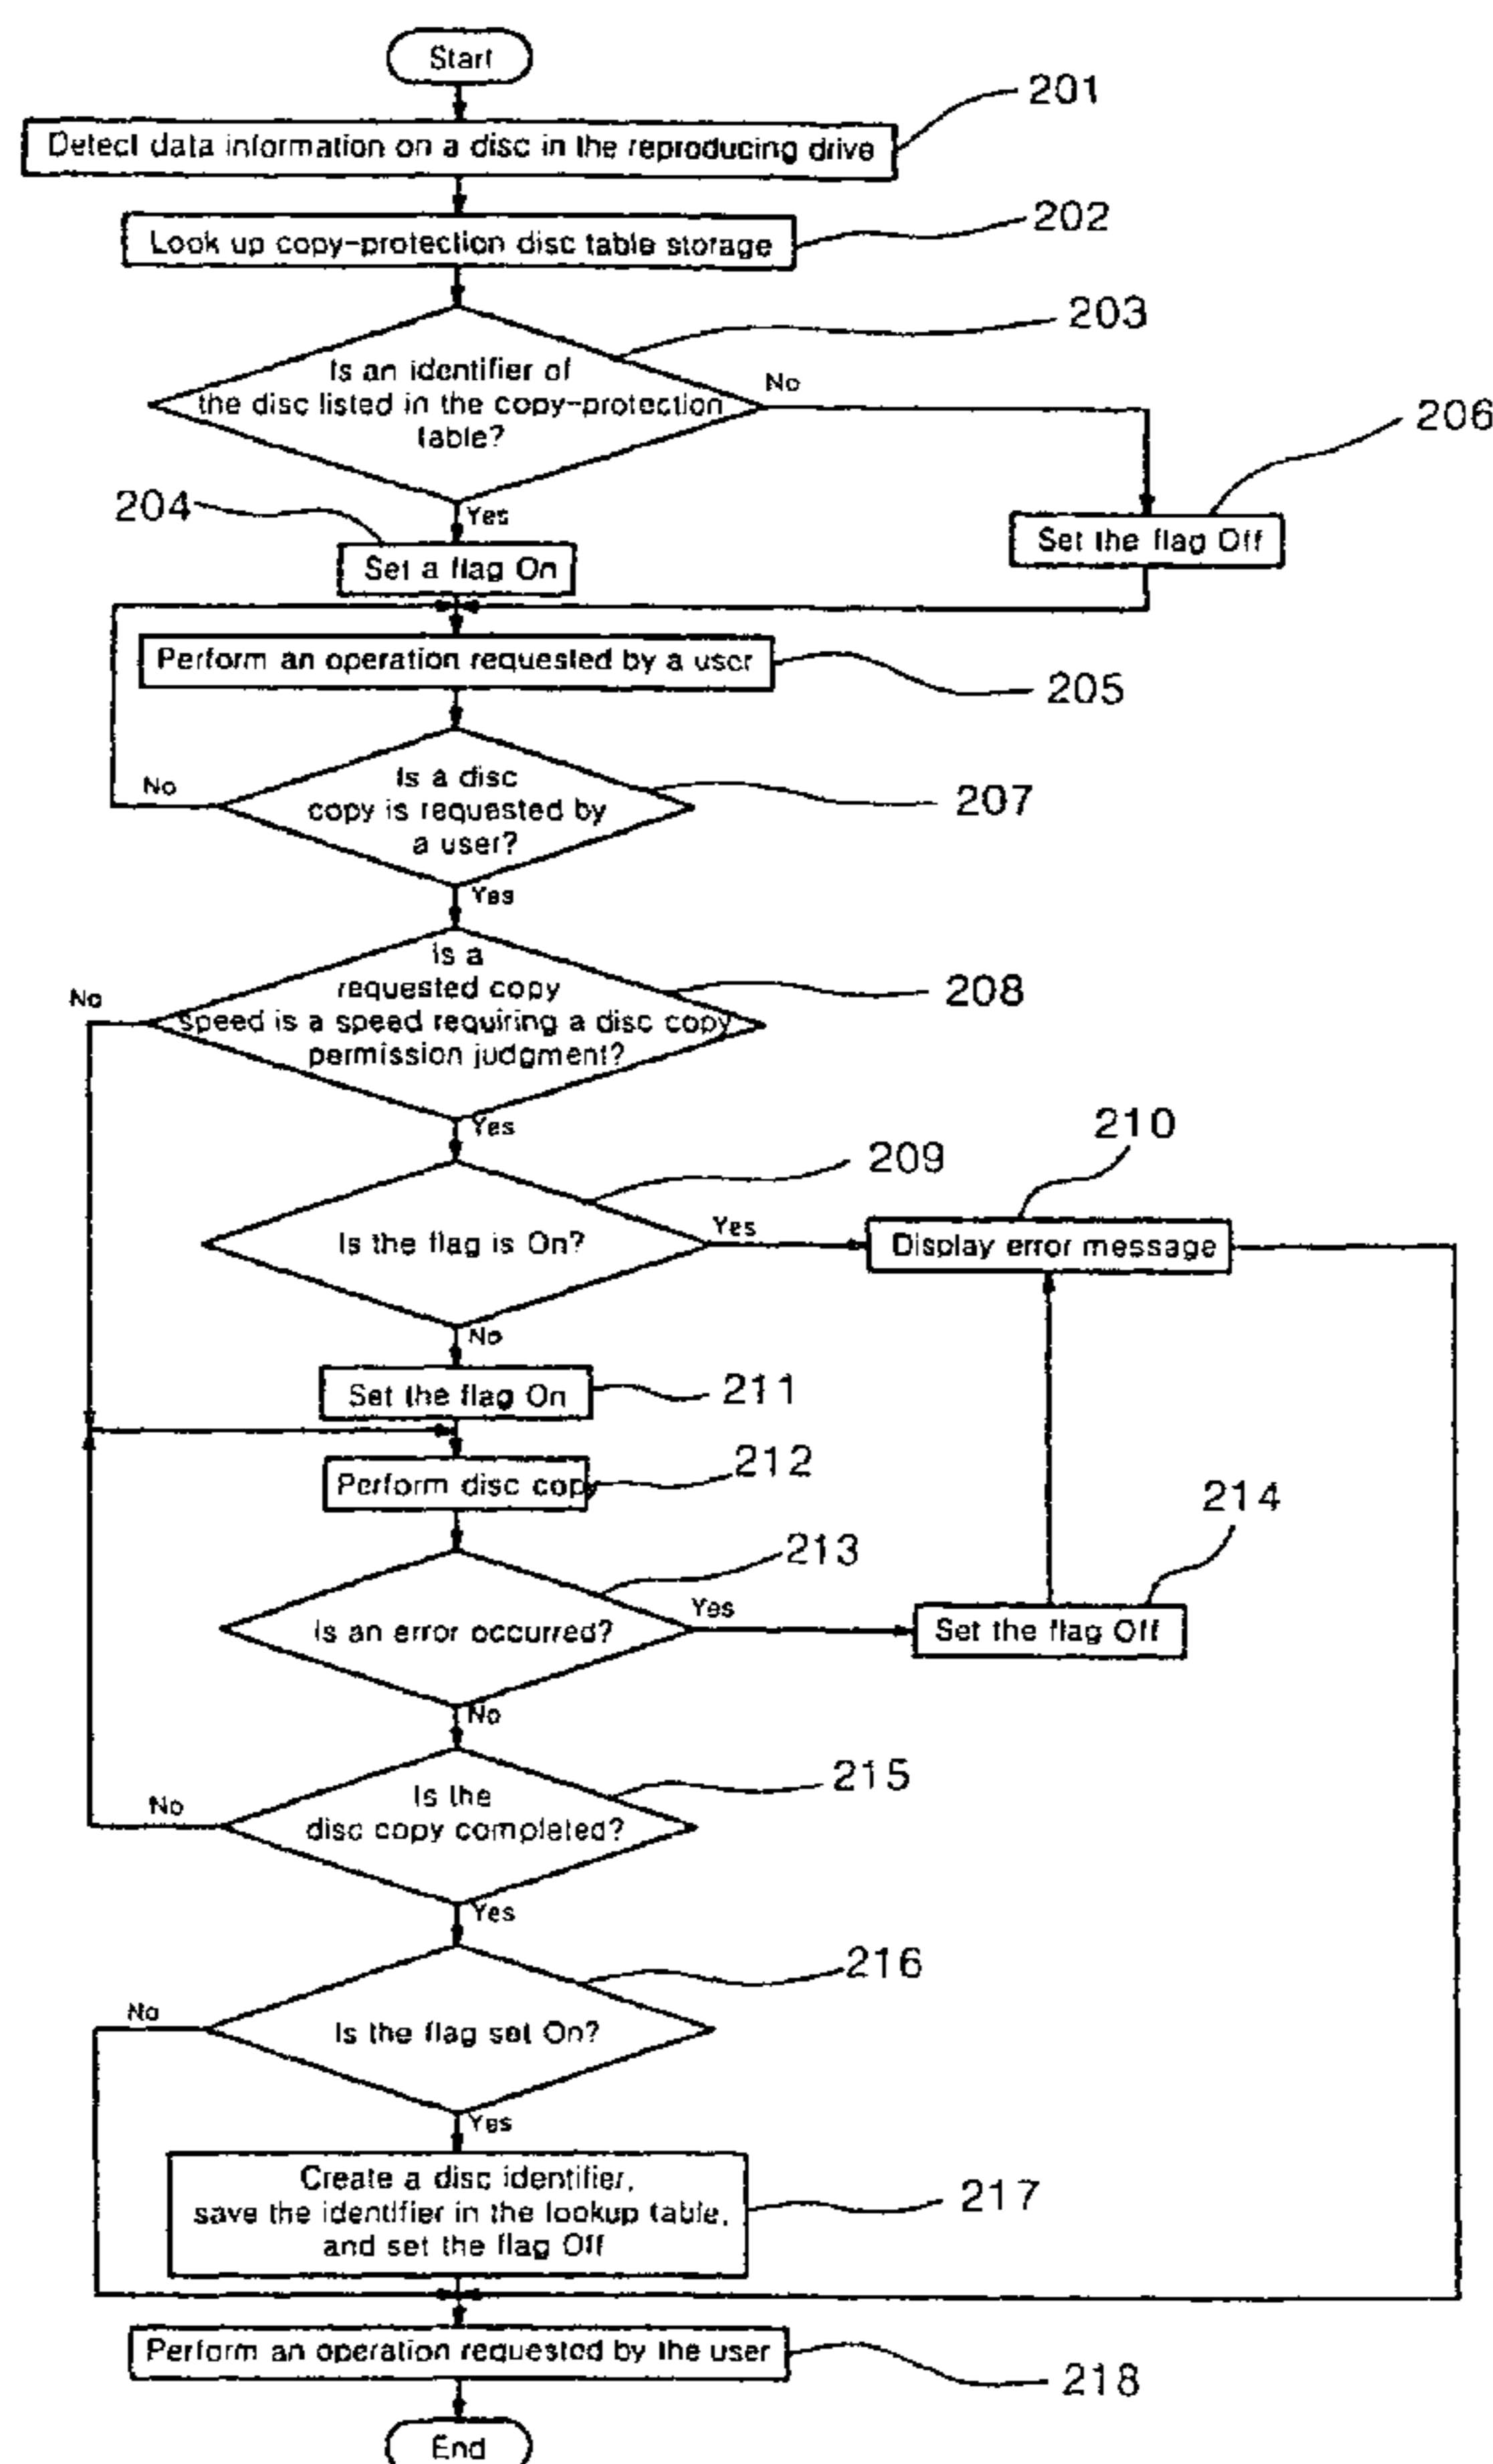 Start
201
Detect data information on a disc in the reproducing drive
202
Look up copy-protection disc table storage
203
Is an identifier of
the disc listed in the copy-protection
table?
No
206
204
Yes
Set a flag On
Set the flag Off
Perform an operation requested by a user
205
Is a disc
copy is requested by
a user?
No
207
Yes
Is a
requested copy
speed is a speed requiring a disc copy
permission judgment?
No
208
Yes
210
209
Is the flag is On?
Yes
Display error message
No
Set the flag On
211
Perform disc cop
212
214
213
Is an error occurred?
Yes
Set the flag Off
No
215
Is the
disc copy completed?
No
Yes
216
Is the flag set On?
No
Yes
Create a disc identifier,
save the identifier in the lookup table,
and set the flag Off
217
Perform an operation requested by the user
218
End